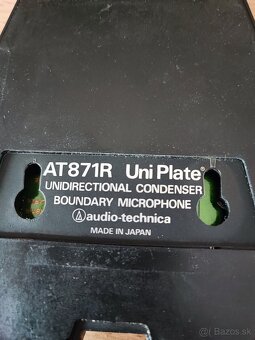 AT871R Uni Plate®
UNIDIRECTIONAL CONDENSER
BOUNDARY MICROPHONE
audio-technica
MADE IN JAPAN
Bazos.sk